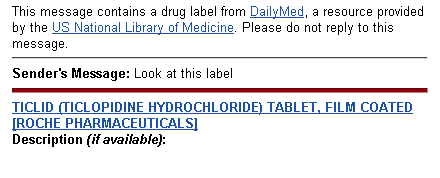 This message contains a drug label from DailyMed, a resource provided
by the US National Library of Medicine. Please do not reply to this
message.
Sender's Message: Look at this label
TICLID (TICLOPIDINE HYDROCHLORIDE) TABLET, FILM COATED
[ROCHE PHARMACEUTICALS]
Description (if available):